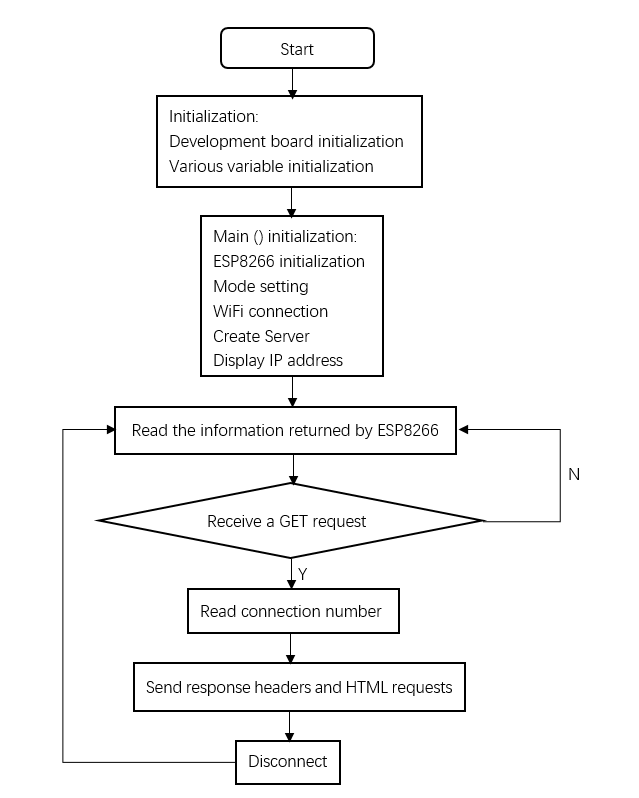 Start
Initialization:
Development board initialization
Various variable initialization
Main () initialization:
ESP8266 initialization
Mode setting
WiFi connection
Create Server
Display IP address
Read the information returned by ESP8266
N
Receive a GET request
Y
Read connection number
Send response headers and HTML requests
Disconnect